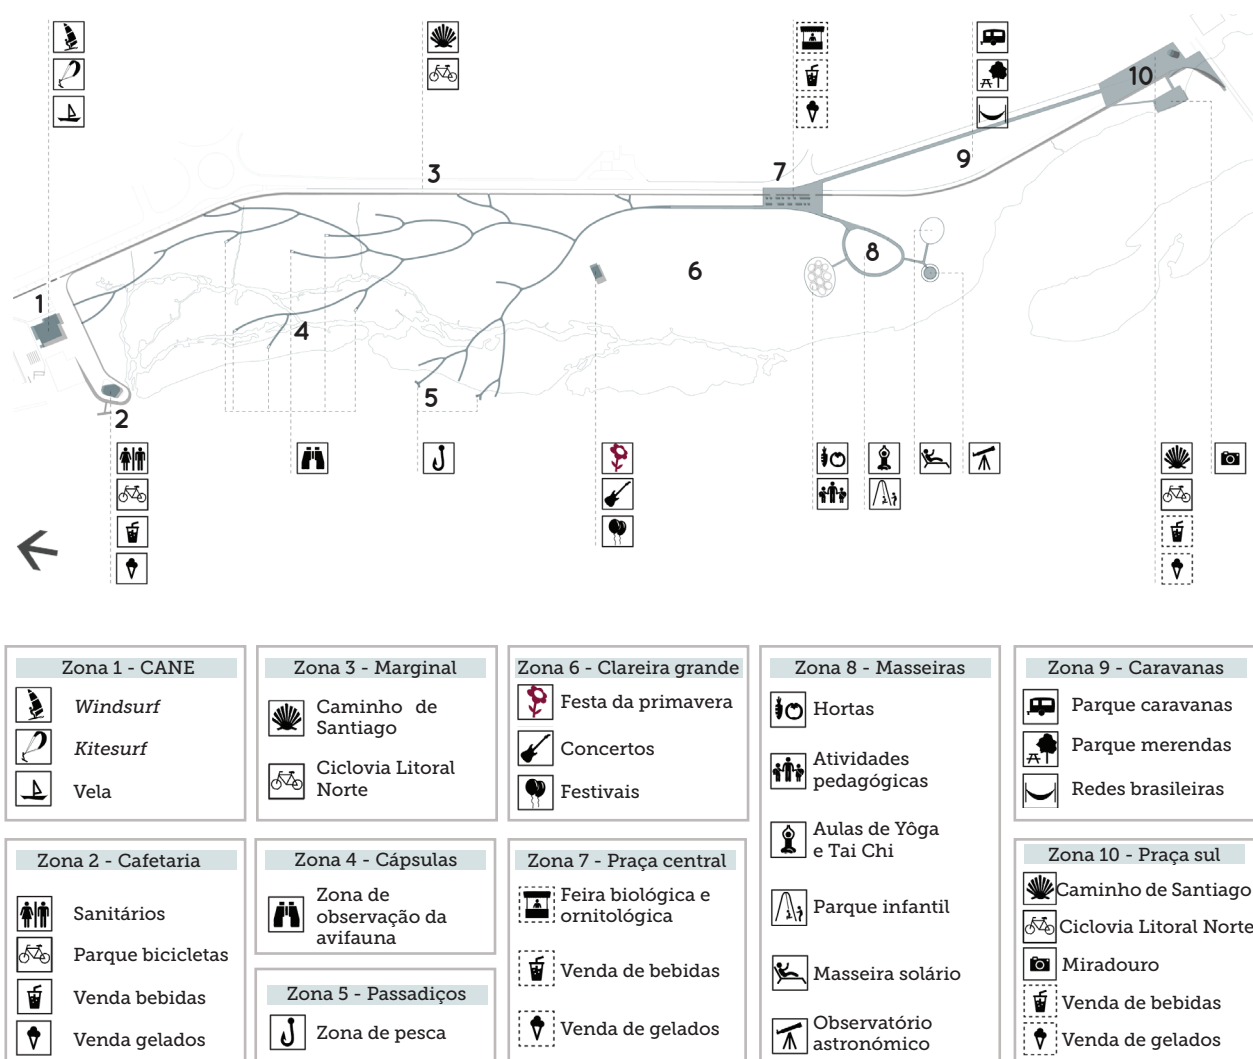 10
3
7
9
8
6
1
4
5
2
Zona 1 - CANE
Windsurf
Kitesurf
Vela
Zona 2 - Cafetaria
Sanitários
Parque bicicletas
Venda bebidas
Venda gelados
Zona 3 - Marginal
Caminho de
Santiago
Ciclovia Litoral
Norte
Zona 4 - Cápsulas
Zona de
observação da
avifauna
Zona 5 - Passadiços
Zona de pesca
Zona 6 - Clareira grande
Festa da primavera
Concertos
Festivais
Zona 7 - Praça central
Feira biológica e
ornitológica
Venda de bebidas
Venda de gelados
Zona 8 - Masseiras
Hortas
Atividades
pedagógicas
Aulas de Yôga
e Tai Chi
Parque infantil
Masseira solário
Observatório
astronómico
Zona 9 - Caravanas
Parque caravanas
Parque merendas
Redes brasileiras
Zona 10 - Praça sul
Caminho de Santiago
Ciclovia Litoral Norte
Miradouro
Venda de bebidas
Venda de gelados